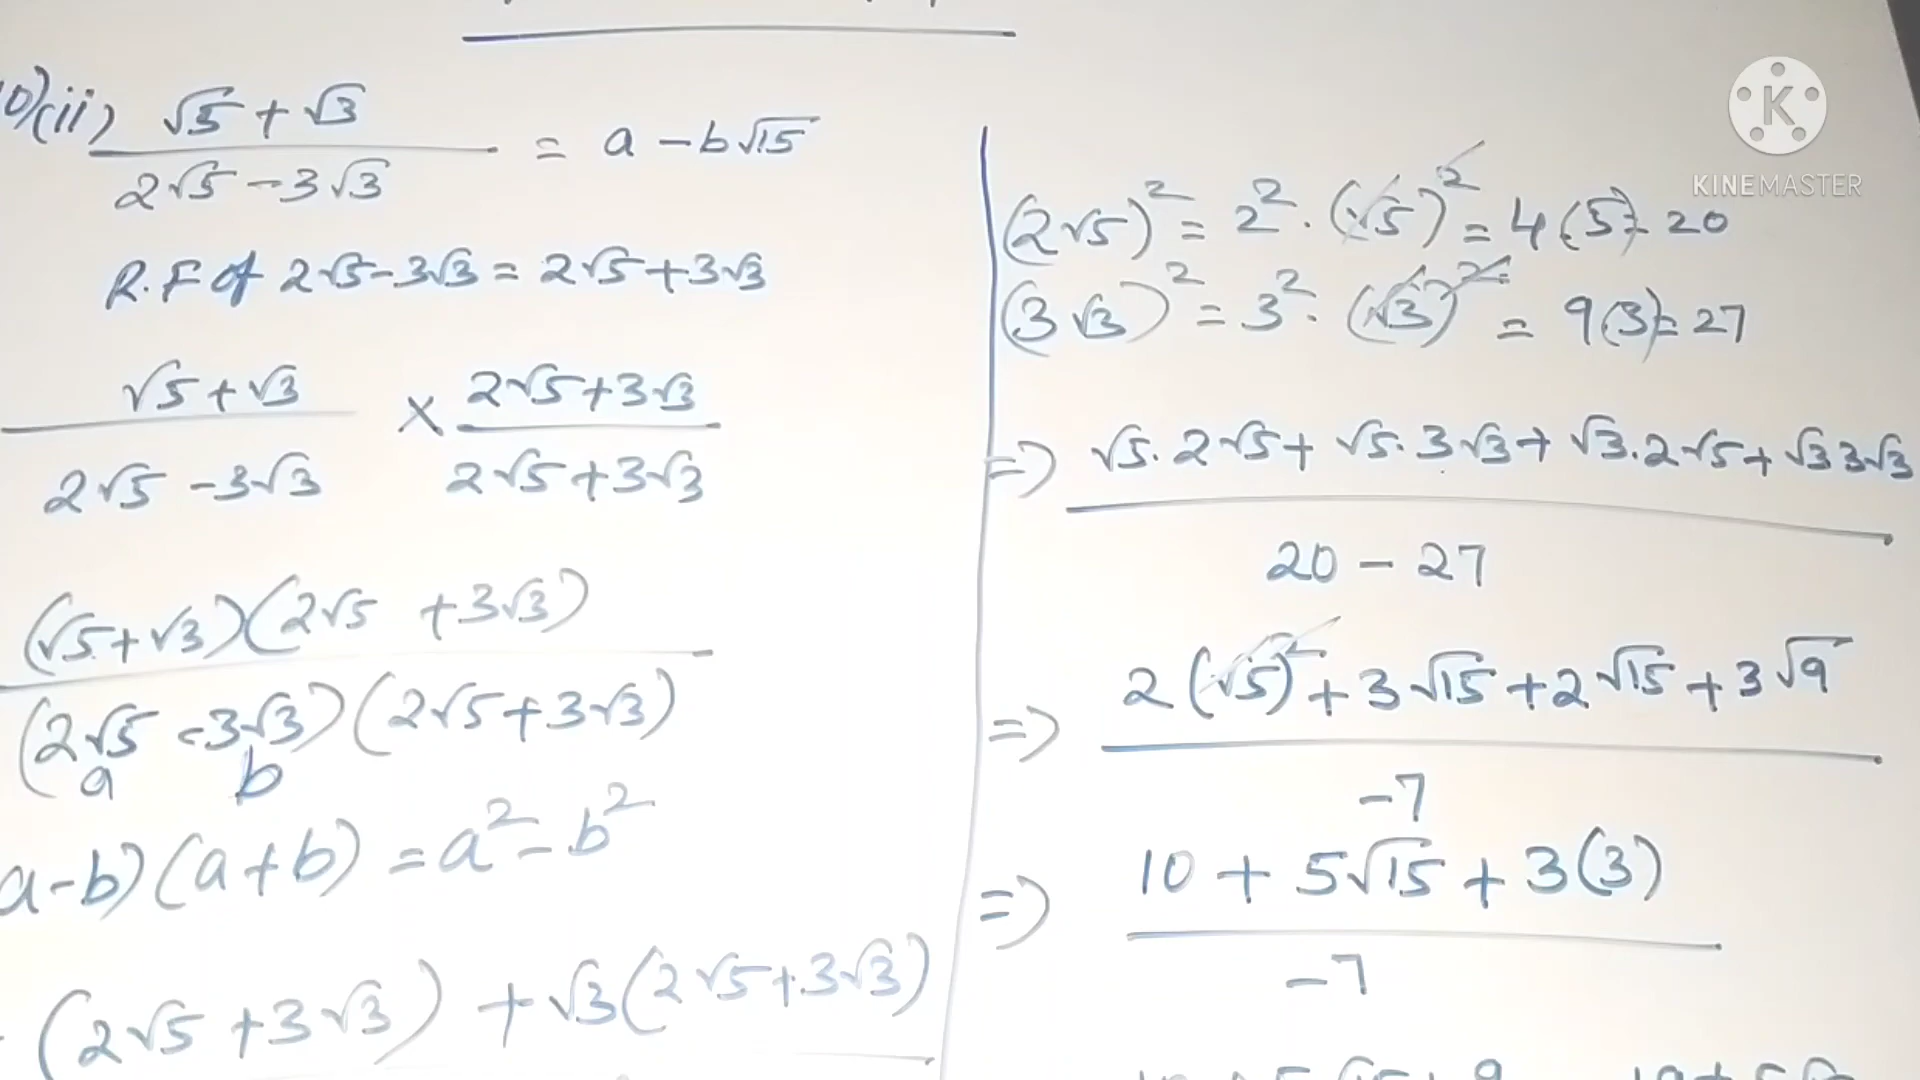 0)(ii) √5 + √3 / 2√5 - 3√3 = a - b√15
R.F of 2√5 - 3√3 = 2√5 + 3√3
√5 + √3 / 2√5 - 3√3 × 2√5 + 3√3 / 2√5 + 3√3
(√5 + √3)(2√5 + 3√3)
(2√5 - 3√3)(2√5 + 3√3)
a b
a-b)(a+b) = a² - b²
(2√5 + 3√3) + √3(2√5 + 3√3)
KINEMASTER
(2√5)² = 2² · (√5)² = 4(5) = 20
(3√3)² = 3² · (√3)² = 9(3) = 27
=> √5·2√5 + √5·3√3 + √3·2√5 + √3 3√3
20 - 27
=> 2(√5)² + 3√15 + 2√15 + 3√9
-7
=> 10 + 5√15 + 3(3)
-7